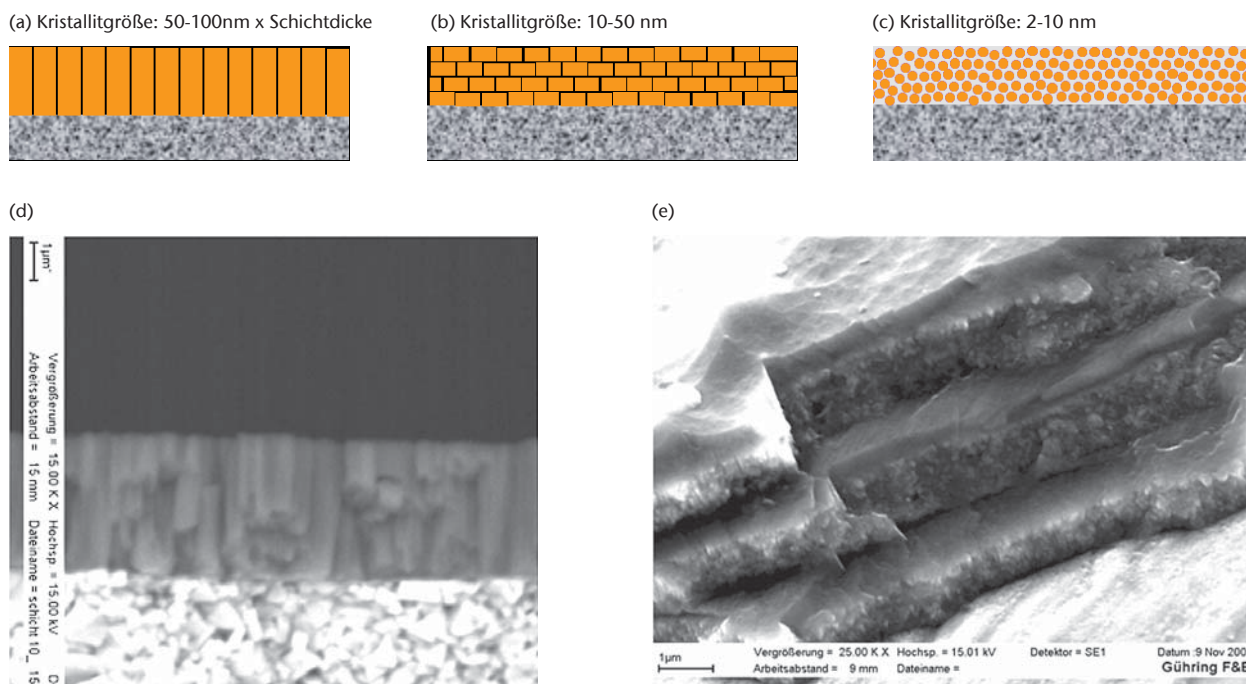 (a) Kristallitgröße: 50-100nm x Schichtdicke
(b) Kristallitgröße: 10-50 nm
(c) Kristallitgröße: 2-10 nm
(d)
(e)
1µm
Vergrößerung = 15.00 K X Hochsp. = 15.00 kV D
Arbeitsabstand = 15 mm Dateiname = schicht 10_ 15
1µm
Vergrößerung = 25.00 K X Hochsp. = 15.01 kV Detektor = SE1 Datum :9 Nov 200
Arbeitsabstand = 9 mm Dateiname =
Gühring F&E